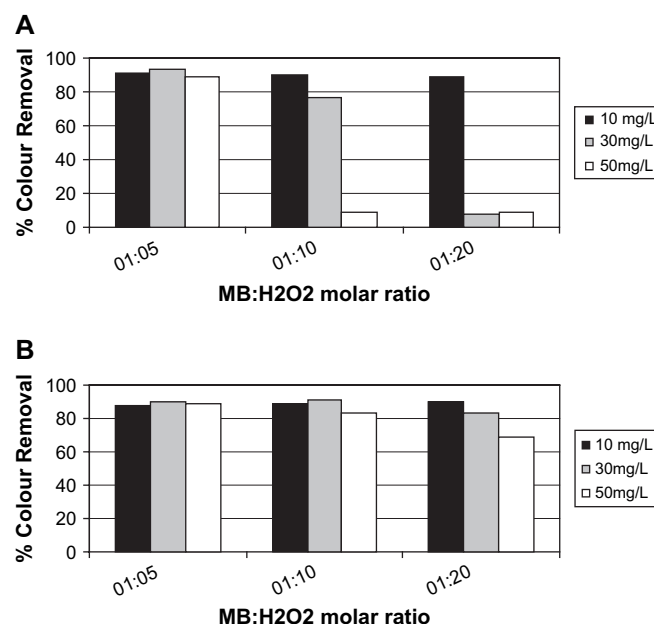 A
% Colour Removal
100
80
60
40
20
0
01:05
01:10
01:20
MB:H2O2 molar ratio
10 mg/L
30mg/L
50mg/L
B
% Colour Removal
100
80
60
40
20
0
01:05
01:10
01:20
MB:H2O2 molar ratio
10 mg/L
30mg/L
50mg/L